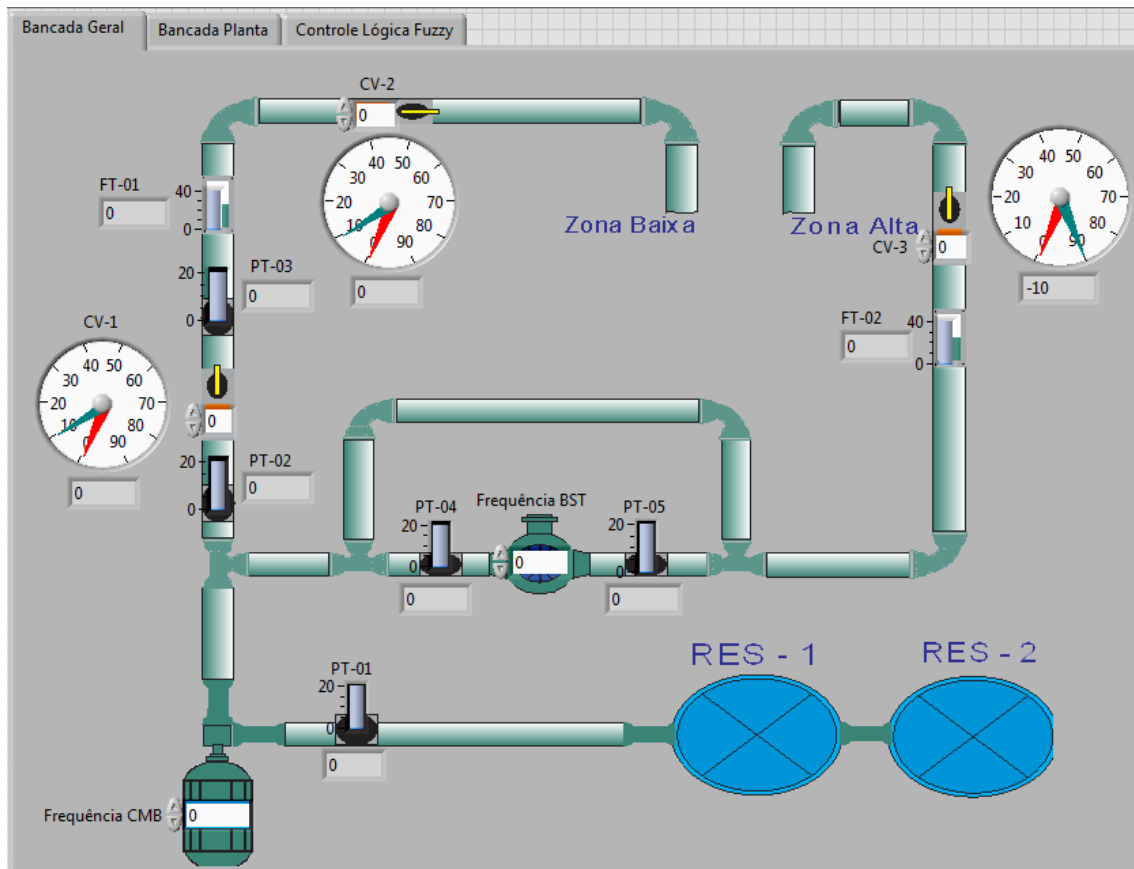 Bancada Geral
Bancada Planta
Controle Lógica Fuzzy
CV-2
0
0 10 20 30 40 50 60 70 80 90
0
FT-01
0
40
0
PT-03
0
20
0
Zona Baixa
Zona Alta
CV-3
0
0 10 20 30 40 50 60 70 80 90
-10
FT-02
0
40
0
CV-1
0 10 20 30 40 50 60 70 80 90
0
0
PT-02
0
20
0
PT-04
20
0
0
Frequência BST
0
PT-05
20
0
0
PT-01
20
0
0
RES - 1
RES - 2
Frequência CMB
0